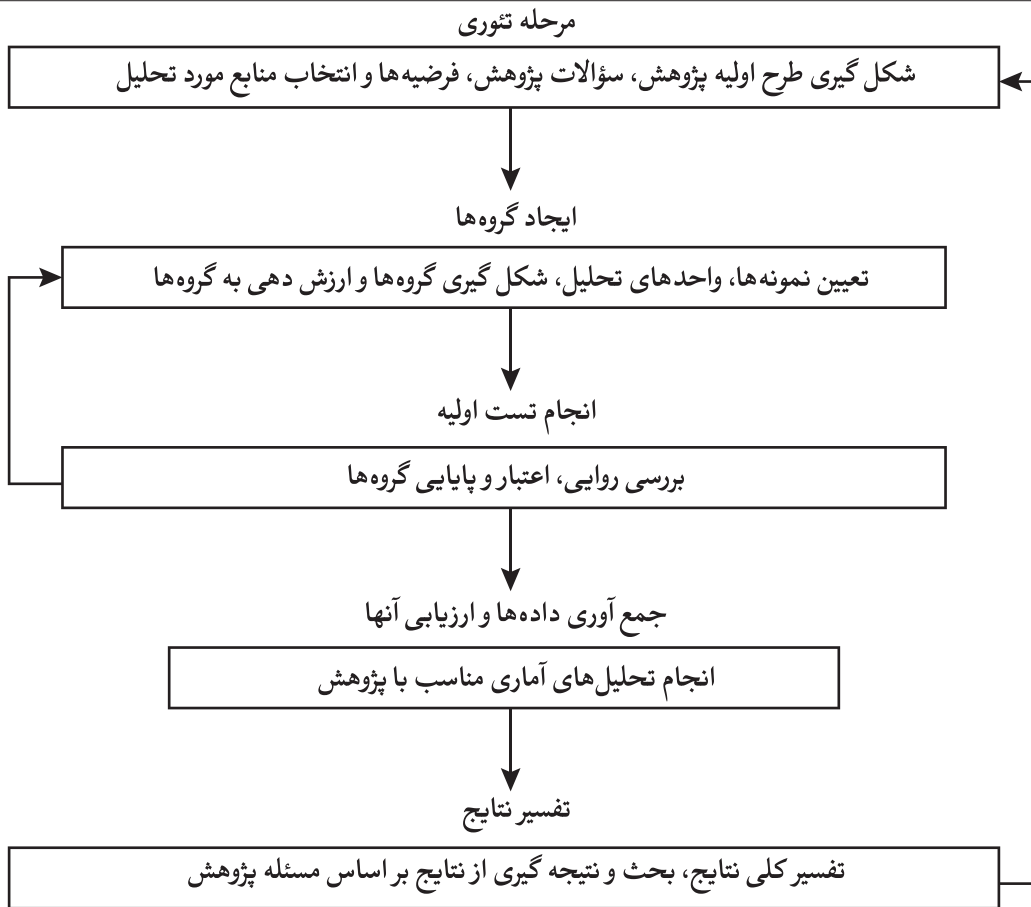 مرحله تئوری
شکل گیری طرح اولیه پژوهش، سؤالات پژوهش، فرضیه‌ها و انتخاب منابع مورد تحلیل
ایجاد گروه‌ها
تعیین نمونه‌ها، واحدهای تحلیل، شکل گیری گروه‌ها و ارزش دهی به گروه‌ها
انجام تست اولیه
بررسی روایی، اعتبار و پایایی گروه‌ها
جمع آوری داده‌ها و ارزیابی آنها
انجام تحلیل‌های آماری مناسب با پژوهش
تفسیر نتایج
تفسیر کلی نتایج، بحث و نتیجه گیری از نتایج بر اساس مسئله پژوهش